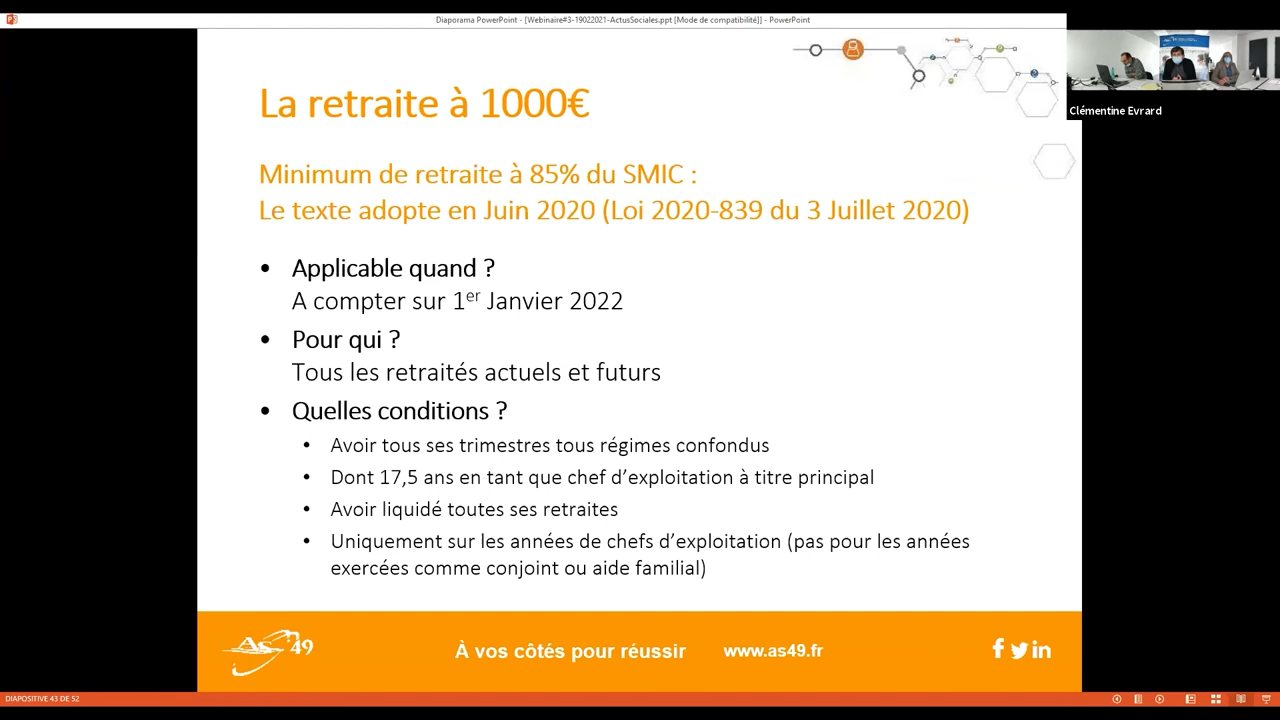 Diaporama PowerPoint - [Webinaire#3-19022021-ActusSociales.ppt [Mode de compatibilité]] - PowerPoint
Clémentine Evrard
La retraite à 1000€
Minimum de retraite à 85% du SMIC :
Le texte adopte en Juin 2020 (Loi 2020-839 du 3 Juillet 2020)
• Applicable quand ?
A compter sur 1er Janvier 2022
• Pour qui ?
Tous les retraités actuels et futurs
• Quelles conditions ?
• Avoir tous ses trimestres tous régimes confondus
• Dont 17,5 ans en tant que chef d’exploitation à titre principal
• Avoir liquidé toutes ses retraites
• Uniquement sur les années de chefs d’exploitation (pas pour les années
exercées comme conjoint ou aide familial)
As 49
À vos côtés pour réussir
www.as49.fr
DIAPOSITIVE 43 DE 52